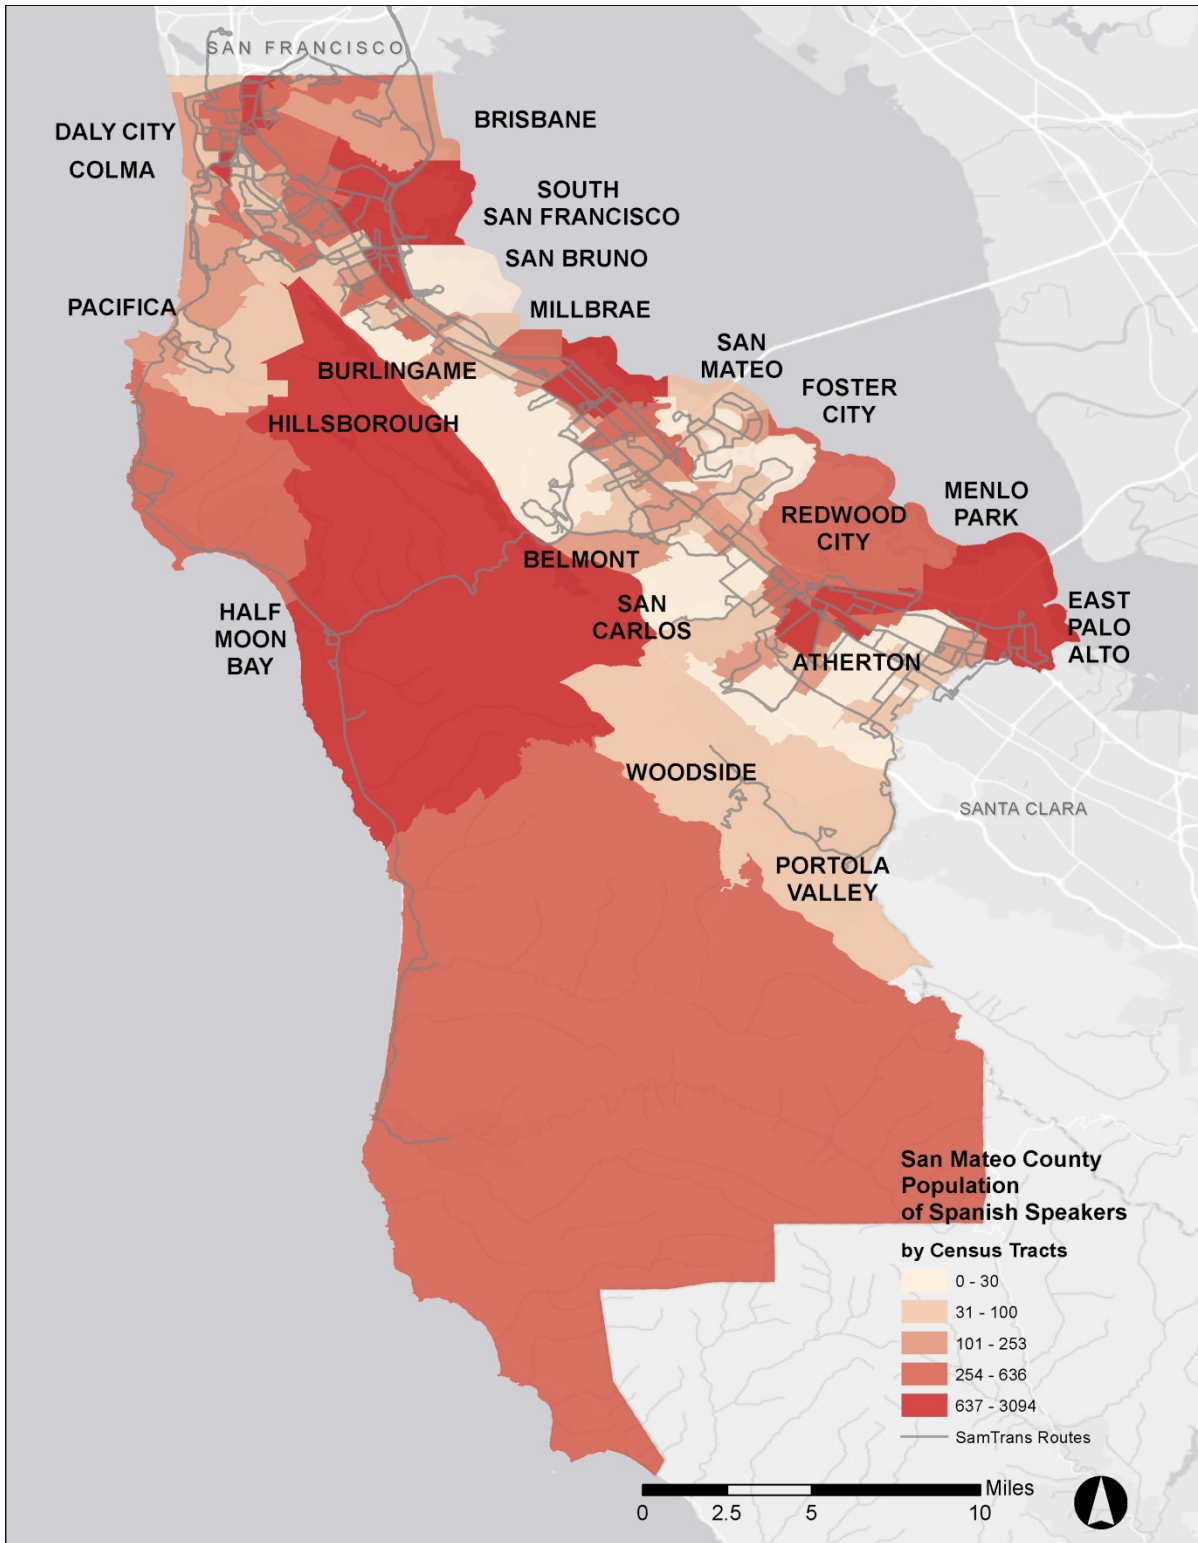 SAN FRANCISCO
BRISBANE
DALY CITY
COLMA
SOUTH
SAN FRANCISCO
SAN BRUNO
PACIFICA
MILLBRAE
SAN
MATEO
BURLINGAME
FOSTER
CITY
HILLSBOROUGH
MENLO
PARK
REDWOOD
CITY
BELMONT
HALF
MOON
BAY
SAN
CARLOS
EAST
PALO
ALTO
ATHERTON
WOODSIDE
SANTA CLARA
PORTOLA
VALLEY
San Mateo County
Population
of Spanish Speakers
by Census Tracts
0 - 30
31 - 100
101 - 253
254 - 636
637 - 3094
SamTrans Routes
Miles
0 2.5 5 10